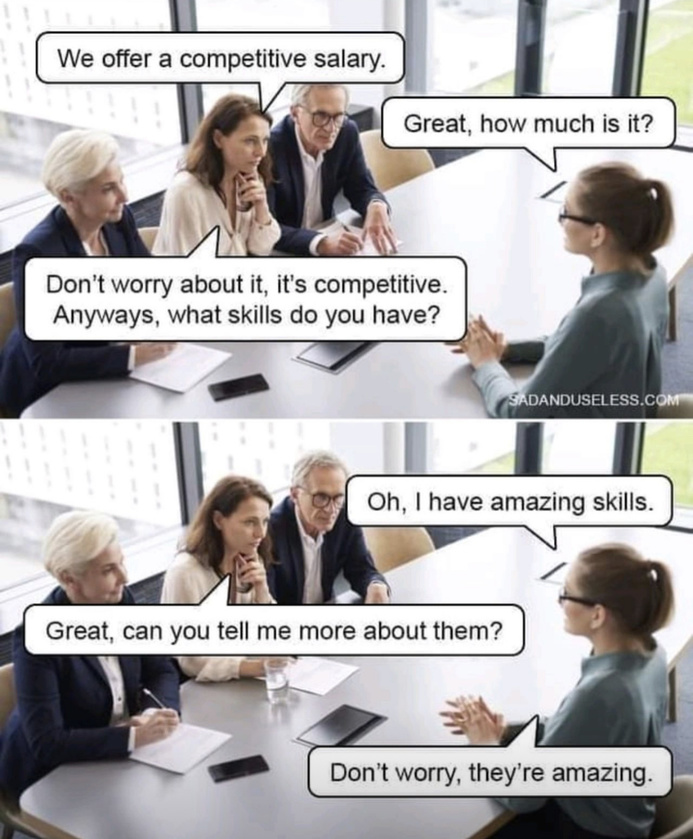 We offer a competitive salary.
Great, how much is it?
Don't worry about it, it's competitive.
Anyways, what skills do you have?
SADANDUSELESS.COM
Oh, I have amazing skills.
Great, can you tell me more about them?
Don't worry, they're amazing.